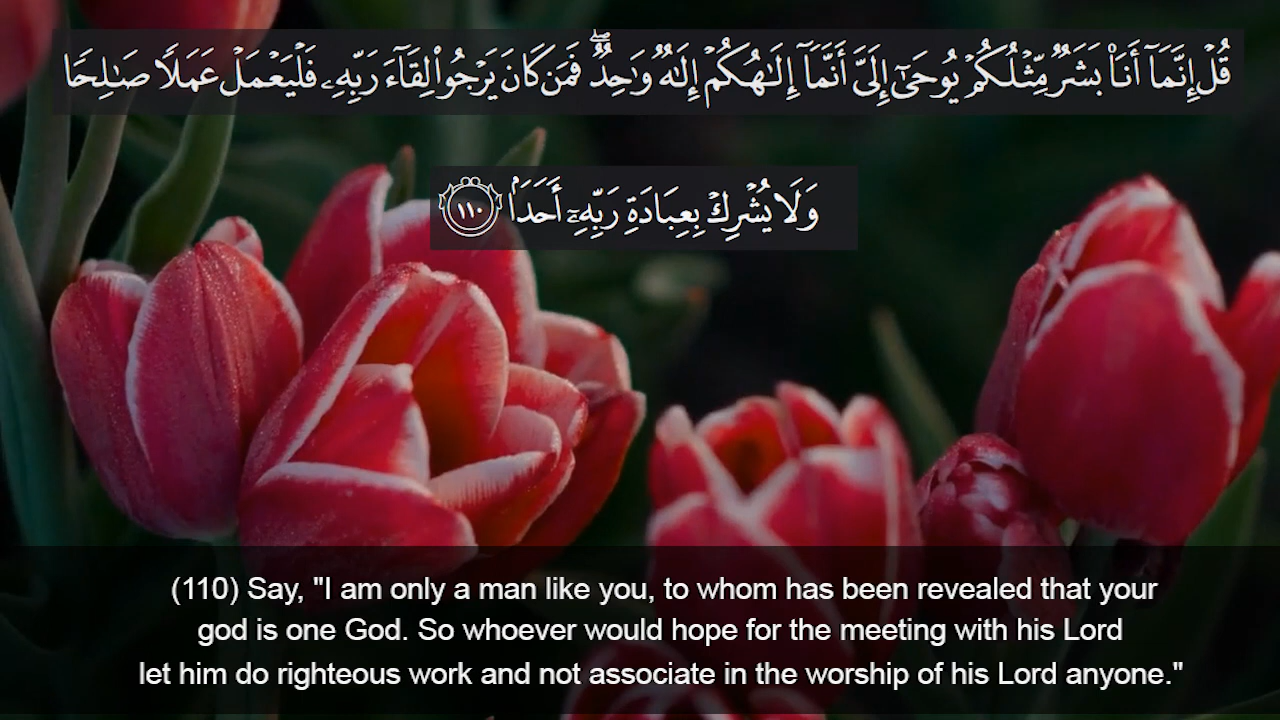 قُلۡ إِنَّمَآ أَنَا۠ بَشَرٞ مِّثۡلُكُمۡ يُوحَىٰٓ إِلَيَّ أَنَّمَآ إِلَٰهُكُمۡ إِلَٰهٞ وَٰحِدٞۖ فَمَن كَانَ يَرۡجُواْ لِقَآءَ رَبِّهِۦ فَلۡيَعۡمَلۡ عَمَلٗا صَٰلِحٗا
وَلَا يُشۡرِكۡ بِعِبَادَةِ رَبِّهِۦٓ أَحَدَۢا ١١٠
(110) Say, "I am only a man like you, to whom has been revealed that your
god is one God. So whoever would hope for the meeting with his Lord
let him do righteous work and not associate in the worship of his Lord anyone."